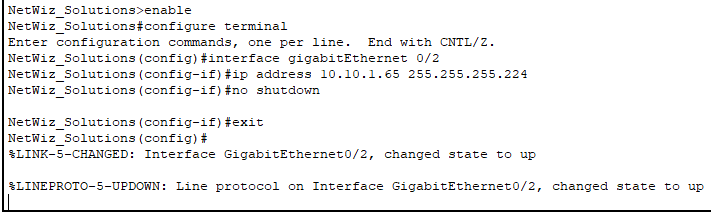 NetWiz_Solutions>enable
NetWiz_Solutions#configure terminal
Enter configuration commands, one per line.  End with CNTL/Z.
NetWiz_Solutions(config)#interface gigabitEthernet 0/2
NetWiz_Solutions(config-if)#ip address 10.10.1.65 255.255.255.224
NetWiz_Solutions(config-if)#no shutdown
NetWiz_Solutions(config-if)#exit
NetWiz_Solutions(config)#
%LINK-5-CHANGED: Interface GigabitEthernet0/2, changed state to up
%LINEPROTO-5-UPDOWN: Line protocol on Interface GigabitEthernet0/2, changed state to up